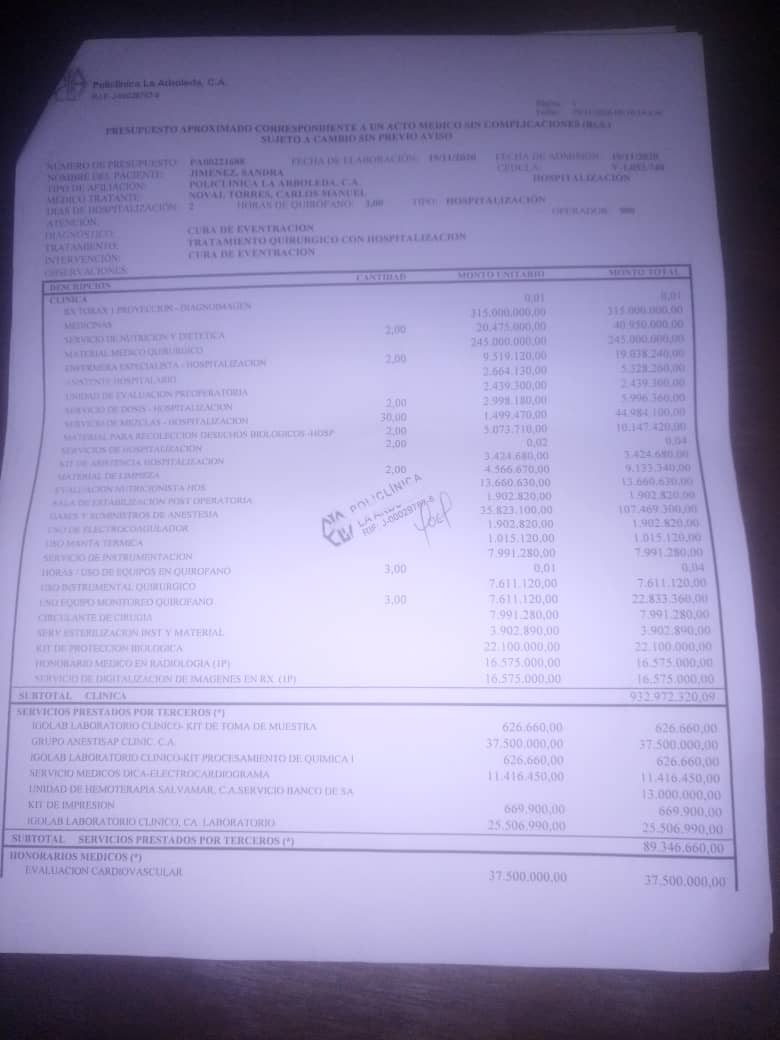 Policlínica La Arboleda, C.A.
R.I.F. J-00029767-8
Página: 1
PRESUPUESTO APROXIMADO CORRESPONDIENTE A UN ACTO MEDICO SIN COMPLICACIONES (Bs.S.)
SUJETO A CAMBIO SIN PREVIO AVISO
NUMERO DE PRESUPUESTO: PA00221688 FECHA DE ELABORACIÓN: 19/11/2020 FECHA DE ADMISION: 19/11/2020
NOMBRE DEL PACIENTE: JIMENEZ, SANDRA CEDULA:
TIPO DE AFILIACIÓN: POLICLINICA LA ARBOLEDA, C.A. HOSPITALIZACIÓN
MÉDICO TRATANTE: NOVAL TORRES, CARLOS MANUEL
DIAS DE HOSPITALIZACIÓN: 2 HORAS DE QUIRÓFANO: 3,00 TIPO: HOSPITALIZACIÓN
ATENCIÓN: OPERADOR: 980
DIAGNOSTICO: CURA DE EVENTRACION
TRATAMIENTO: TRATAMIENTO QUIRURGICO CON HOSPITALIZACION
INTERVENCIÓN: CURA DE EVENTRACION
OBSERVACIONES:
DESCRIPCIÓN CANTIDAD MONTO UNITARIO MONTO TOTAL
CLINICA
RX TORAX 1 PROYECCION - DIAGNOIMAGEN 0,01 0,01
MEDICINAS 315.000.000,00 315.000.000,00
SERVICIO DE NUTRICION Y DIETETICA 2,00 20.475.000,00 40.950.000,00
MATERIAL MEDICO QUIRURGICO 245.000.000,00 245.000.000,00
ENFERMERA ESPECIALISTA - HOSPITALIZACION 2,00 9.519.120,00 19.038.240,00
ASISTENTE HOSPITALARIO 2.664.130,00 5.328.260,00
UNIDAD DE EVALUACION PREOPERATORIA 2.439.300,00 2.439.300,00
SERVICIO DE DOSIS - HOSPITALIZACION 2,00 2.998.180,00 5.996.360,00
SERVICIO DE MEZCLAS - HOSPITALIZACION 30,00 1.499.470,00 44.984.100,00
MATERIAL PARA RECOLECCION DESECHOS BIOLOGICOS -HOSP 2,00 5.073.710,00 10.147.420,00
SERVICIOS DE HOSPITALIZACIÓN 2,00 0,02 0,04
KIT DE ASISTENCIA HOSPITALIZACION 3.424.680,00 3.424.680,00
MATERIAL DE LIMPIEZA 2,00 4.566.670,00 9.133.340,00
EVALUACION NUTRICIONISTA HOS 13.660.630,00 13.660.630,00
SALA DE ESTABILIZACION POST OPERATORIA 1.902.820,00 1.902.820,00
GASES Y SUMINISTROS DE ANESTESIA 35.823.100,00 107.469.300,00
USO DE ELECTROCOAGULADOR 1.902.820,00 1.902.820,00
USO MANTA TERMICA 1.015.120,00 1.015.120,00
SERVICIO DE INSTRUMENTACION 7.991.280,00 7.991.280,00
HORAS / USO DE EQUIPOS EN QUIROFANO 3,00 0,01 0,04
USO INSTRUMENTAL QUIRURGICO 7.611.120,00 7.611.120,00
USO EQUIPO MONITOREO QUIROFANO 3,00 7.611.120,00 22.833.360,00
CIRCULANTE DE CIRUGIA 7.991.280,00 7.991.280,00
SERV ESTERILIZACION INST Y MATERIAL 3.902.890,00 3.902.890,00
KIT DE PROTECCION BIOLOGICA 22.100.000,00 22.100.000,00
HONORARIO MEDICO EN RADIOLOGIA (1P) 16.575.000,00 16.575.000,00
SERVICIO DE DIGITALIZACION DE IMAGENES EN RX (1P) 16.575.000,00 16.575.000,00
POLICLÍNICA
RIF. J-00029767-8
SUBTOTAL CLINICA 932.972.320,09
SERVICIOS PRESTADOS POR TERCEROS (*)
IGOLAB LABORATORIO CLINICO- KIT DE TOMA DE MUESTRA 626.660,00 626.660,00
GRUPO ANESTISAP CLINIC. C.A. 37.500.000,00 37.500.000,00
IGOLAB LABORATORIO CLINICO-KIT PROCESAMIENTO DE QUIMICA I 626.660,00 626.660,00
SERVICIO MEDICOS DICA-ELECTROCARDIOGRAMA 11.416.450,00 11.416.450,00
UNIDAD DE HEMOTERAPIA SALVAMAR, C.A.SERVICIO BANCO DE SA 13.000.000,00
KIT DE IMPRESION 669.900,00 669.900,00
IGOLAB LABORATORIO CLINICO, CA. LABORATORIO 25.506.990,00 25.506.990,00
SUBTOTAL SERVICIOS PRESTADOS POR TERCEROS (*) 89.346.660,00
HONORARIOS MEDICOS (*)
EVALUACION CARDIOVASCULAR 37.500.000,00 37.500.000,00